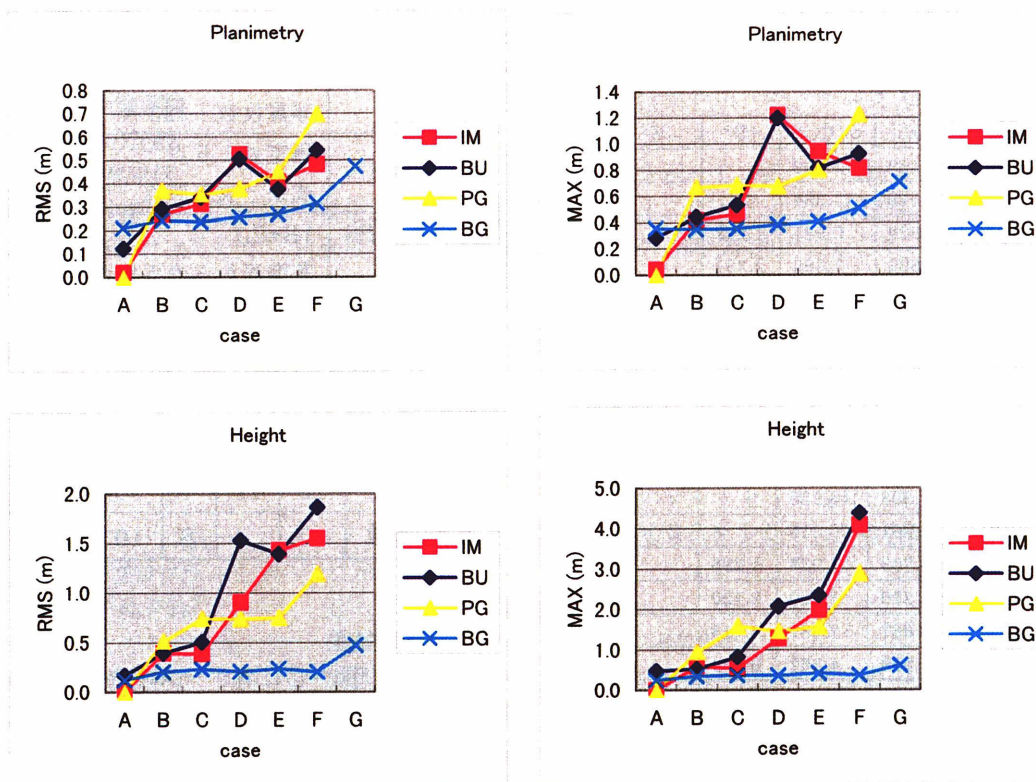 Planimetry
RMS (m)
0.8
0.7
0.6
0.5
0.4
0.3
0.2
0.1
0.0
A B C D E F G
case
IM
BU
PG
BG
Planimetry
MAX (m)
1.4
1.2
1.0
0.8
0.6
0.4
0.2
0.0
A B C D E F G
case
IM
BU
PG
BG
Height
RMS (m)
2.0
1.5
1.0
0.5
0.0
A B C D E F G
case
IM
BU
PG
BG
Height
MAX (m)
5.0
4.0
3.0
2.0
1.0
0.0
A B C D E F G
case
IM
BU
PG
BG